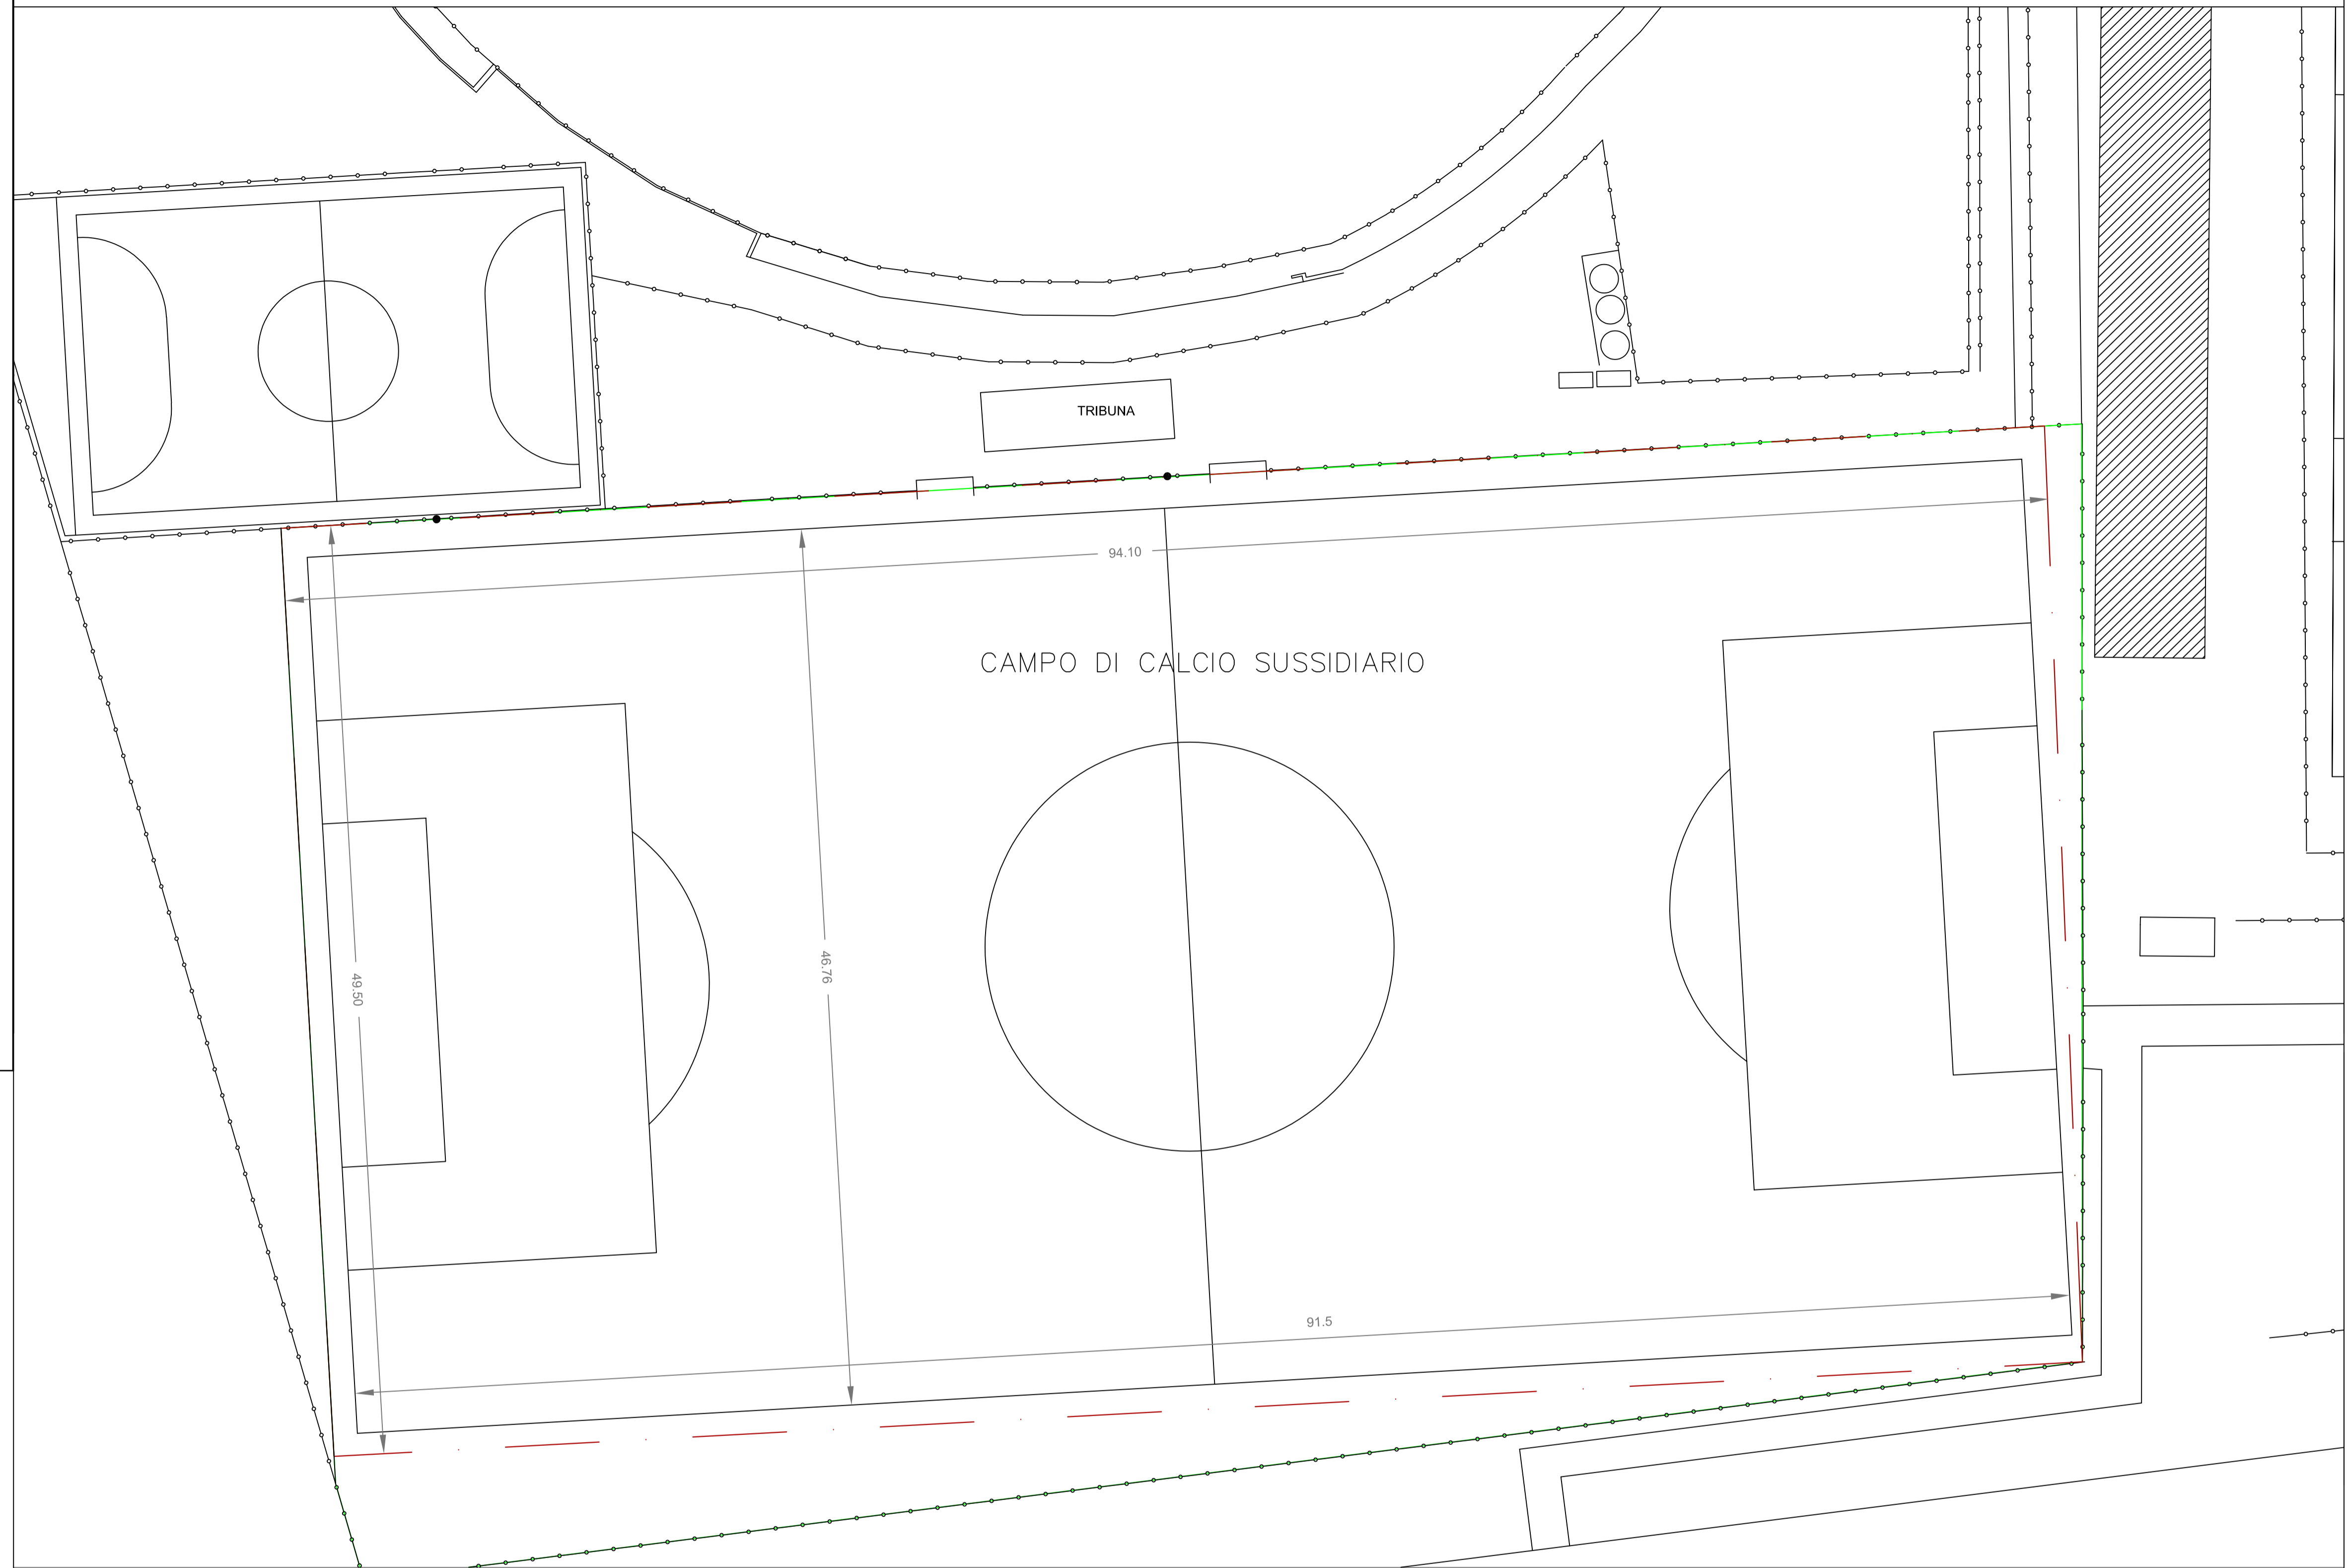 TRIBUNA
94.10
CAMPO DI CALCIO SUSSIDIARIO
49.50
46.76
91.5